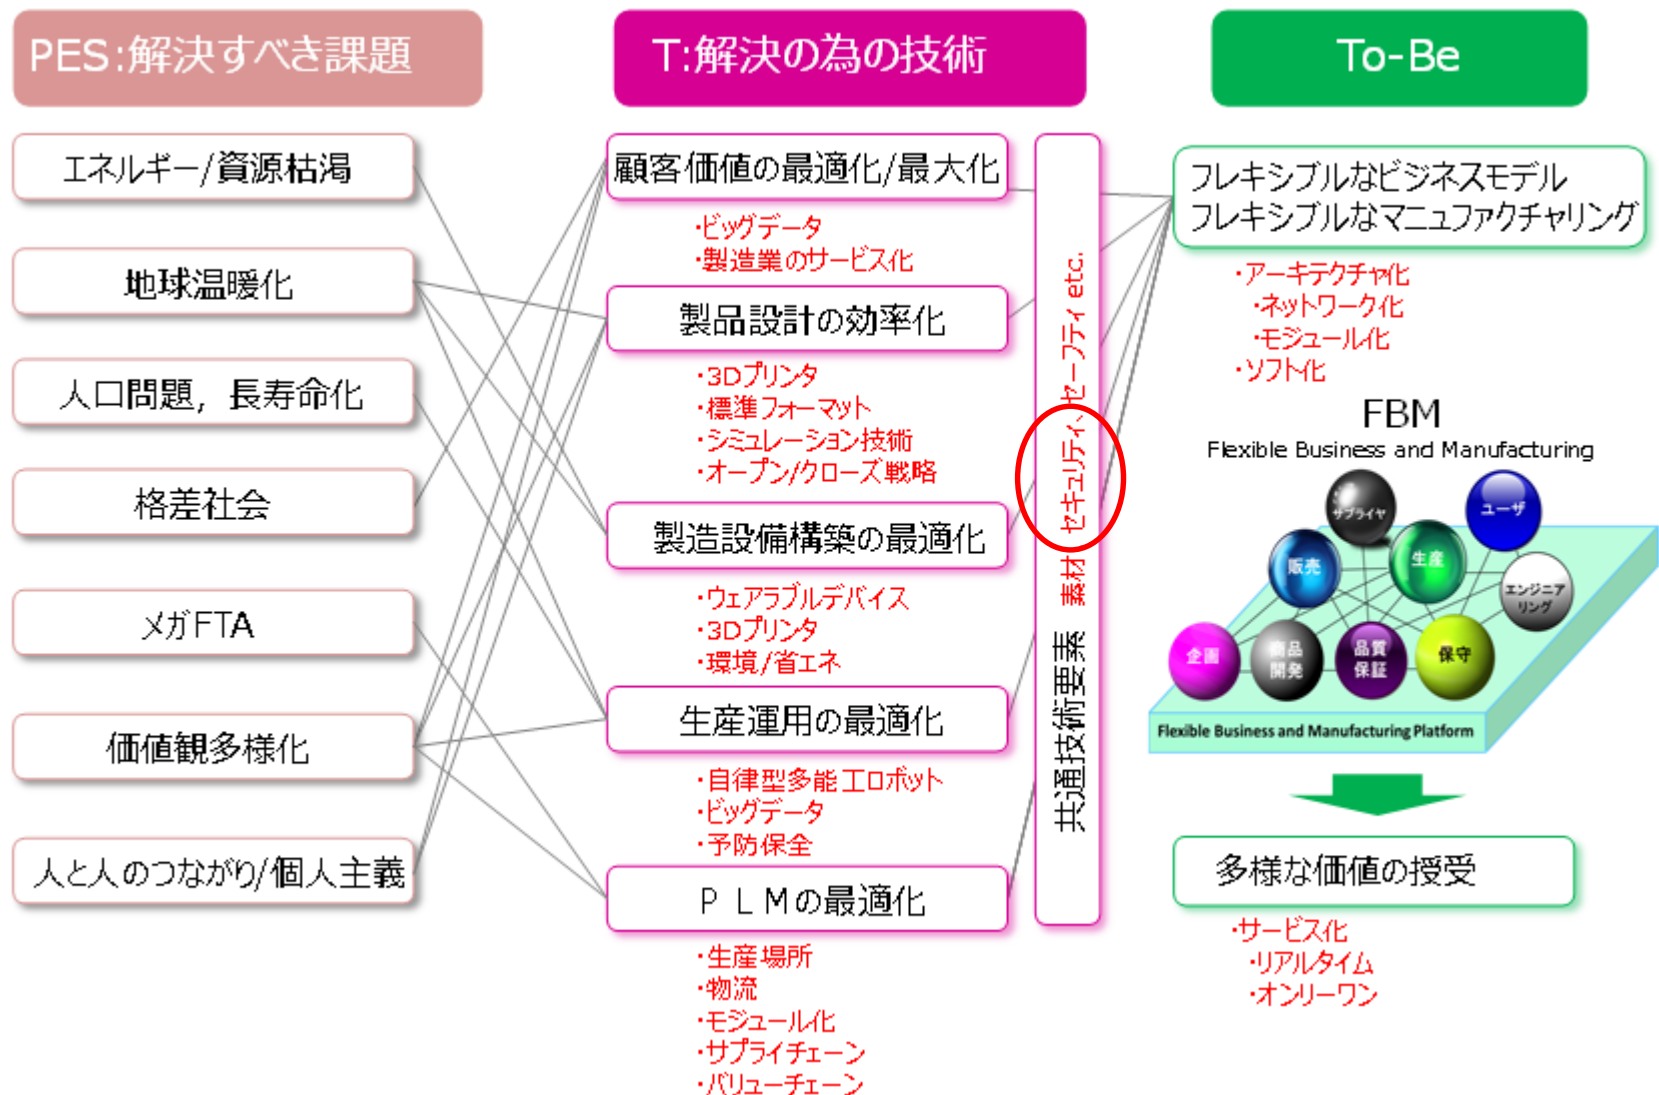 PES:解決すべき課題
エネルギー/資源枯渇
地球温暖化
人口問題，長寿命化
格差社会
メガFTA
価値観多様化
人と人のつながり/個人主義
T:解決の為の技術
顧客価値の最適化/最大化
・ビッグデータ
・製造業のサービス化
製品設計の効率化
・3Dプリンタ
・標準フォーマット
・シミュレーション技術
・オープン/クローズ戦略
製造設備構築の最適化
・ウェアラブルデバイス
・3Dプリンタ
・環境/省エネ
生産運用の最適化
・自律型多能工ロボット
・ビッグデータ
・予防保全
ＰＬＭの最適化
・生産場所
・物流
・モジュール化
・サプライチェーン
・バリューチェーン
共通技術要素 素材 セキュリティ、セーフティ etc.
To-Be
フレキシブルなビジネスモデル
フレキシブルなマニュファクチャリング
・アーキテクチャ化
・ネットワーク化
・モジュール化
・ソフト化
FBM
Flexible Business and Manufacturing
サプライヤ
ユーザ
販売
生産
エンジニア
リング
企画
商品
開発
品質
保証
保守
Flexible Business and Manufacturing Platform
多様な価値の授受
・サービス化
・リアルタイム
・オンリーワン